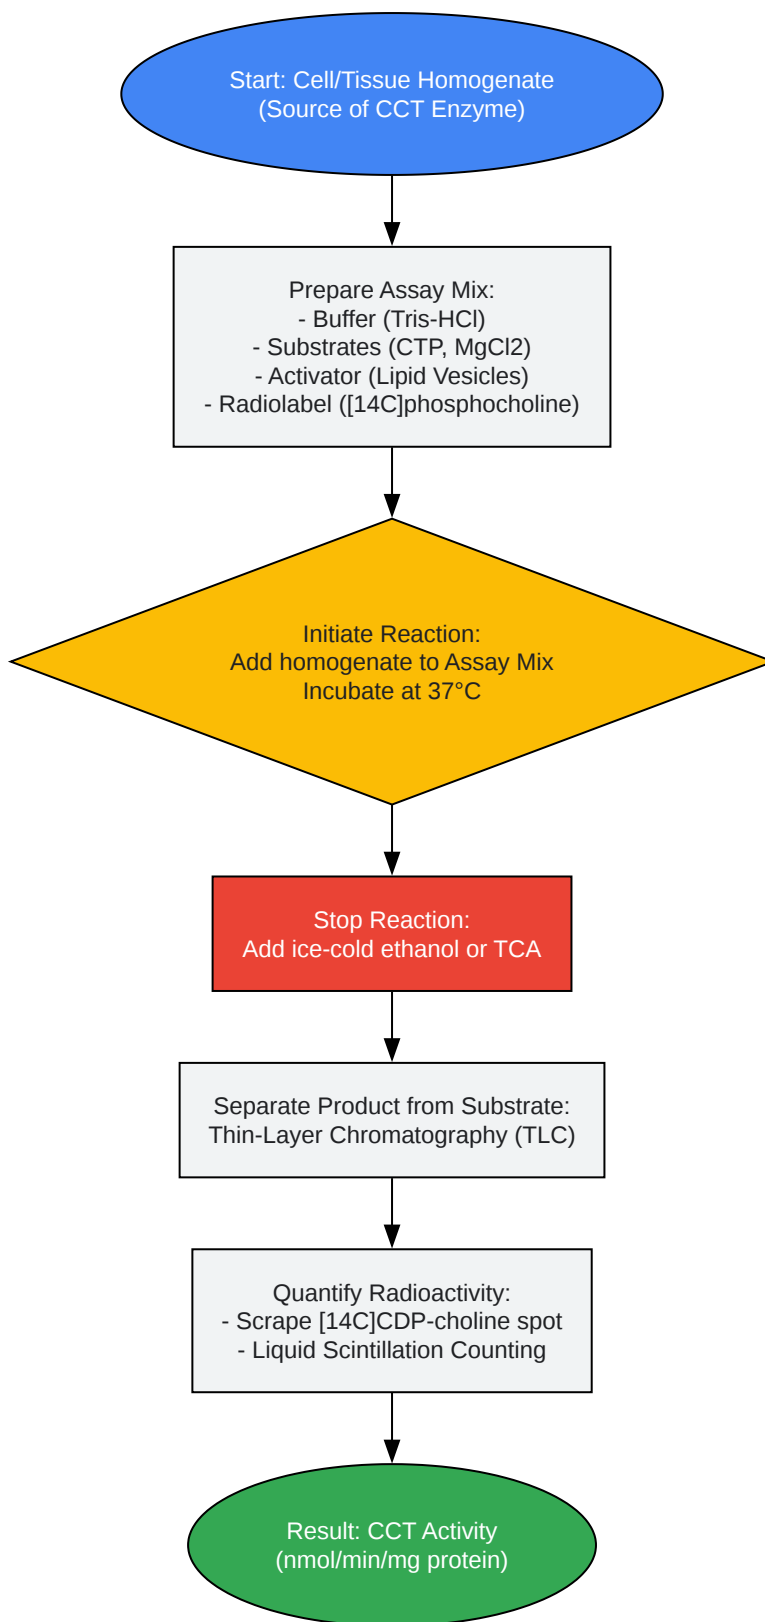 Start: Cell/Tissue Homogenate
(Source of CCT Enzyme)
Prepare Assay Mix:
- Buffer (Tris-HCl)
- Substrates (CTP, MgCl2)
- Activator (Lipid Vesicles)
- Radiolabel ([14C]phosphocholine)
Initiate Reaction:
Add homogenate to Assay Mix
Incubate at 37°C
Stop Reaction:
Add ice-cold ethanol or TCA
Separate Product from Substrate:
Thin-Layer Chromatography (TLC)
Quantify Radioactivity:
- Scrape [14C]CDP-choline spot
- Liquid Scintillation Counting
Result: CCT Activity
(nmol/min/mg protein)